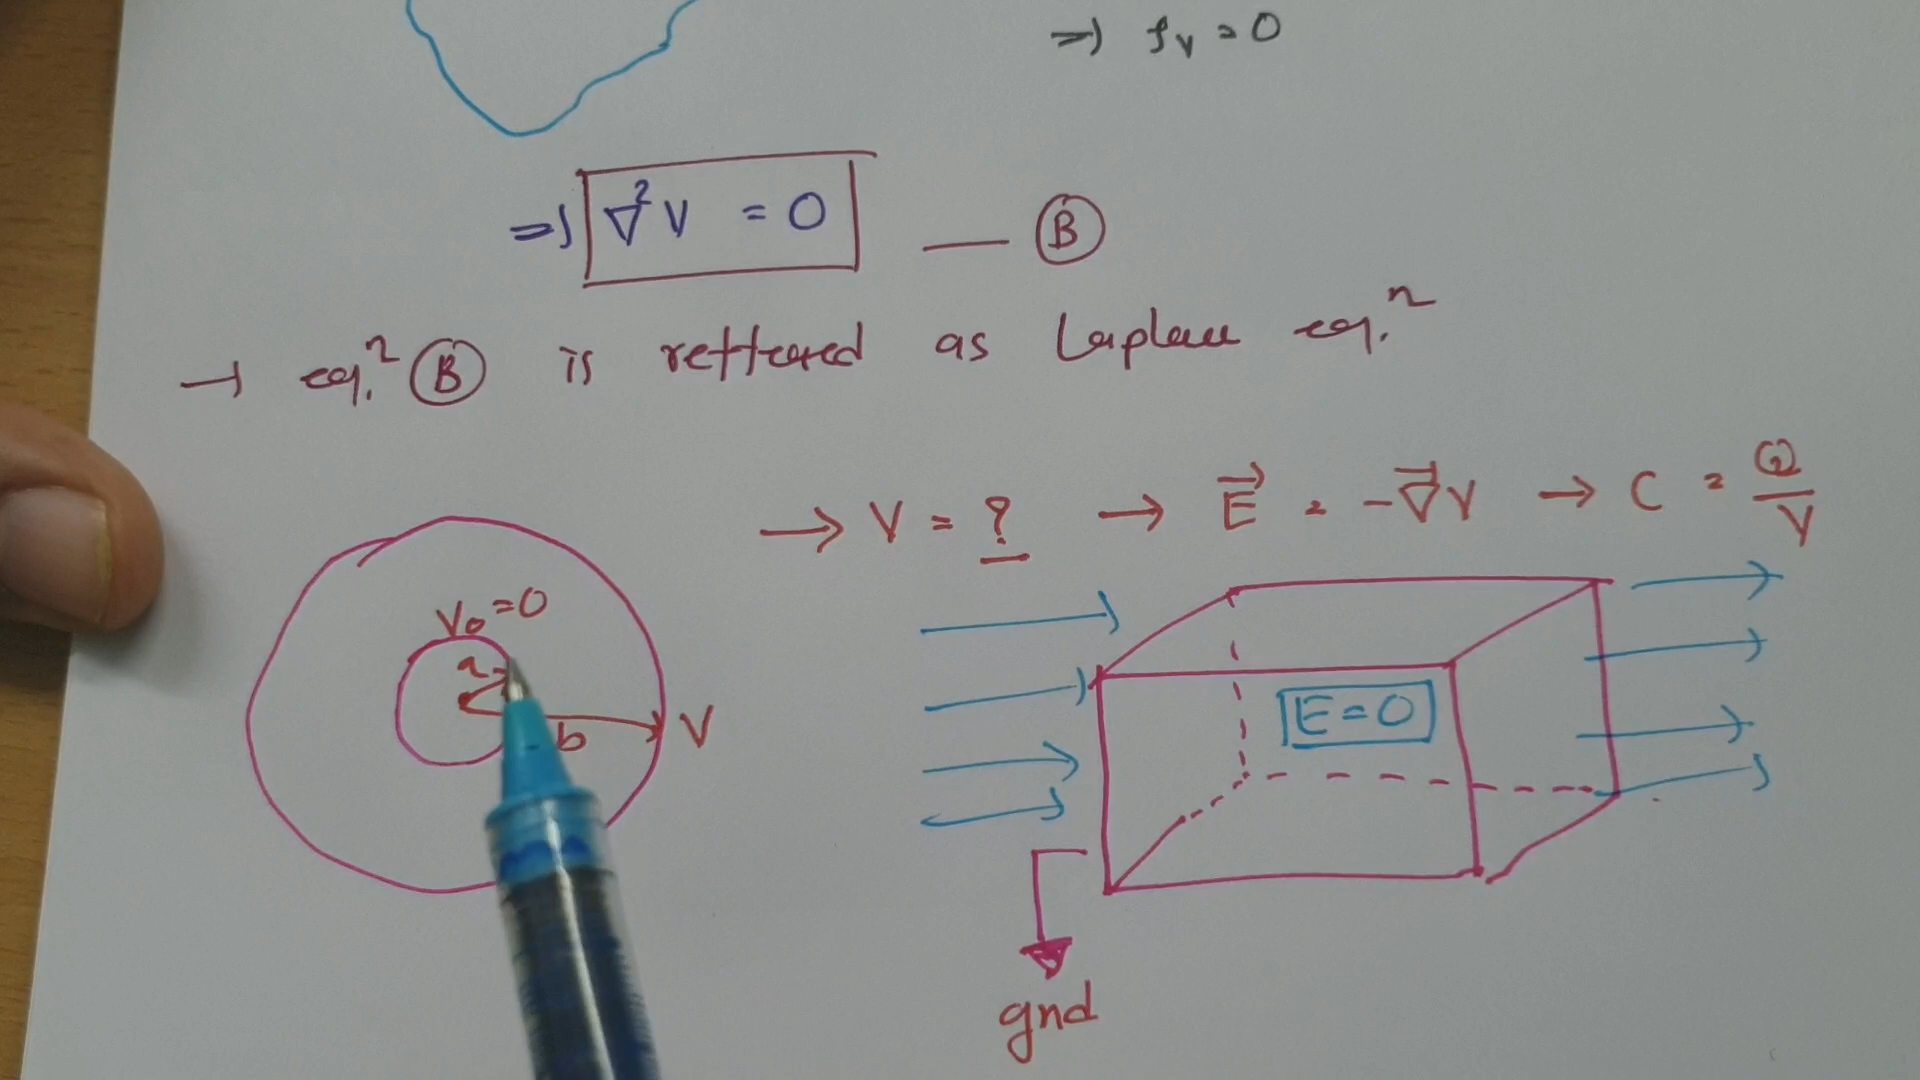 => ρv = 0
=> ∇²V = 0 — Ⓑ
→ eq.ⁿ Ⓑ is reffered as Laplace eq.ⁿ
→ V = ? → E⃗ = -∇⃗V → C = Q/V
V₀=0
a
b V
E=0
gnd